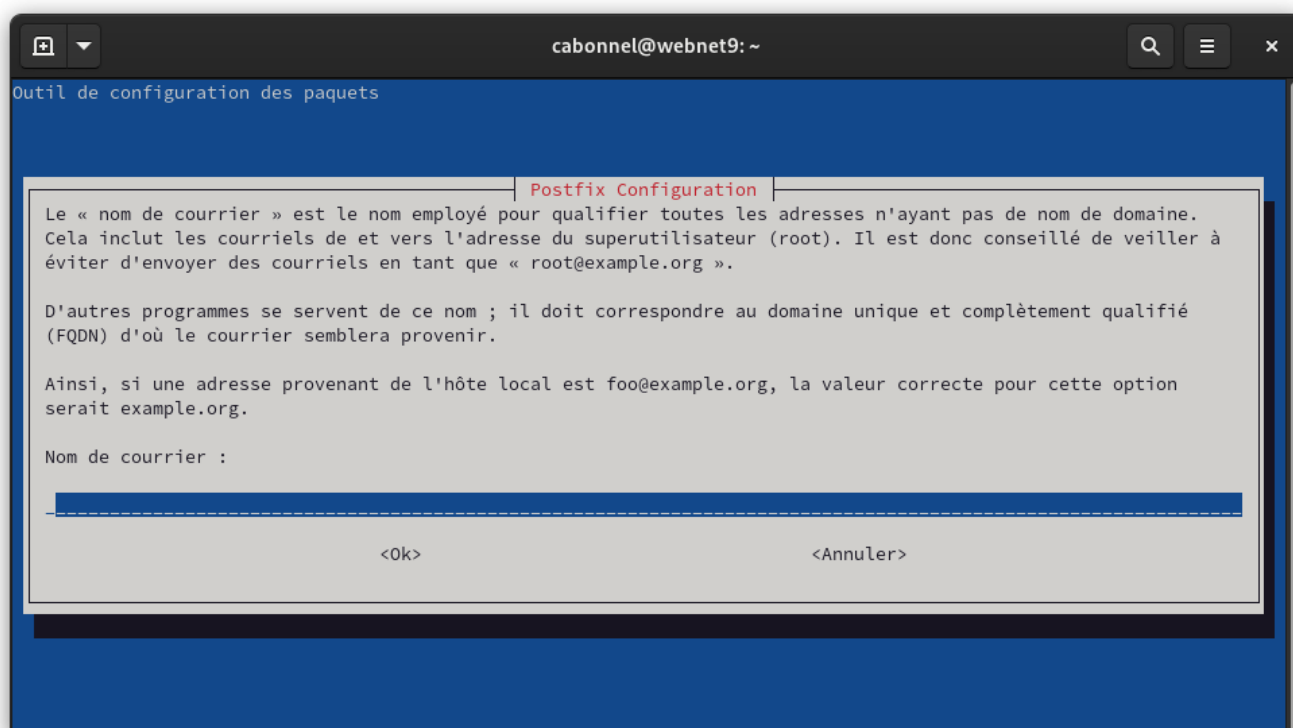 cabonnel@webnet9: ~
Outil de configuration des paquets
Postfix Configuration
Le « nom de courrier » est le nom employé pour qualifier toutes les adresses n'ayant pas de nom de domaine.
Cela inclut les courriels de et vers l'adresse du superutilisateur (root). Il est donc conseillé de veiller à
éviter d'envoyer des courriels en tant que « root@example.org ».
D'autres programmes se servent de ce nom ; il doit correspondre au domaine unique et complètement qualifié
(FQDN) d'où le courrier semblera provenir.
Ainsi, si une adresse provenant de l'hôte local est foo@example.org, la valeur correcte pour cette option
serait example.org.
Nom de courrier :
<Ok> <Annuler>